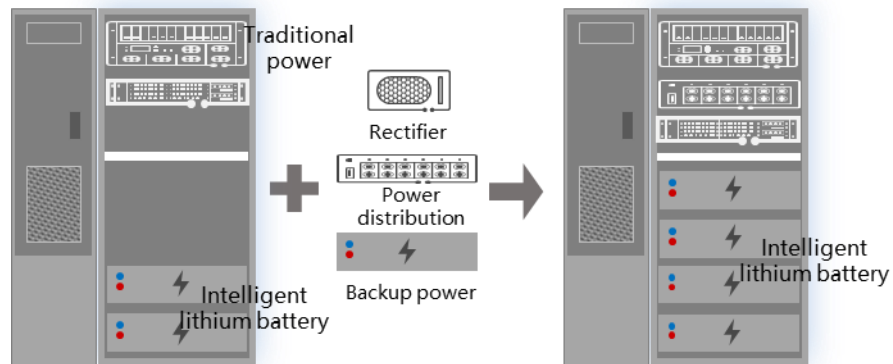 Traditional
power
Rectifier
Power
distribution
Backup power
Intelligent
lithium battery
Intelligent
lithium battery